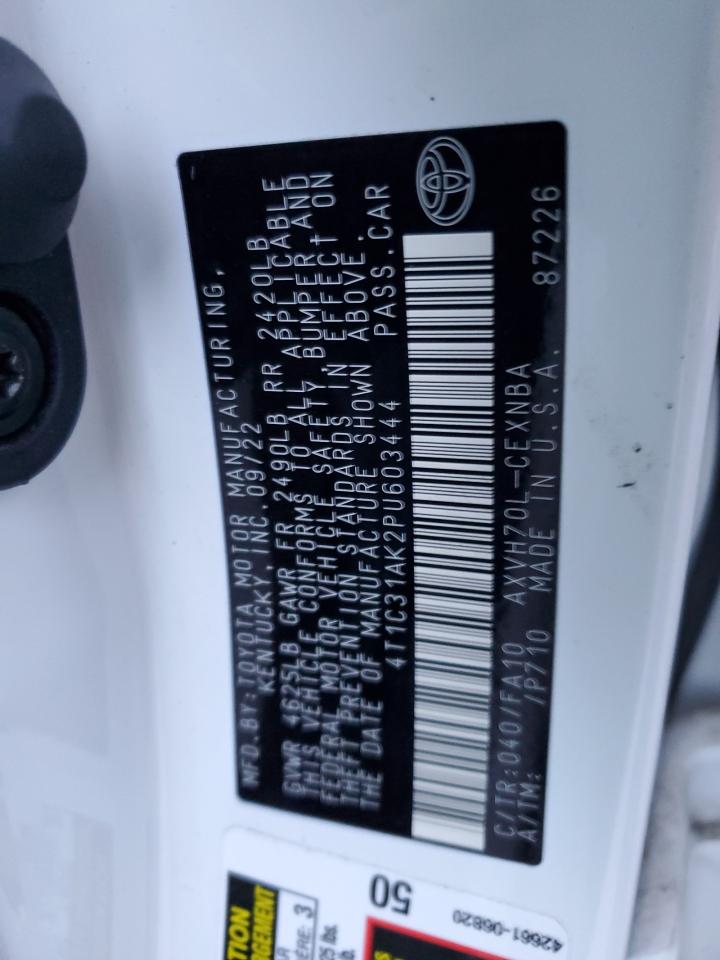 MFD.BY:TOYOTA MOTOR MANUFACTURING,
KENTUCKY,INC.09/22
GVWR 4625LB GAWR FR 2490LB RR 2420LB
THIS VEHICLE CONFORMS TO ALL APPLICABLE
FEDERAL MOTOR VEHICLE SAFETY,BUMPER,AND
THEFT PREVENTION STANDARDS IN EFFECT ON
THE DATE OF MANUFACTURE SHOWN ABOVE.
4T1C31AK2PU603444 PASS.CAR
C/TR:040/FA10 AXVH70L-CEXNBA
A/TM: /P710 MADE IN U.S.A. 87226
50
42661-06820
3
lb.